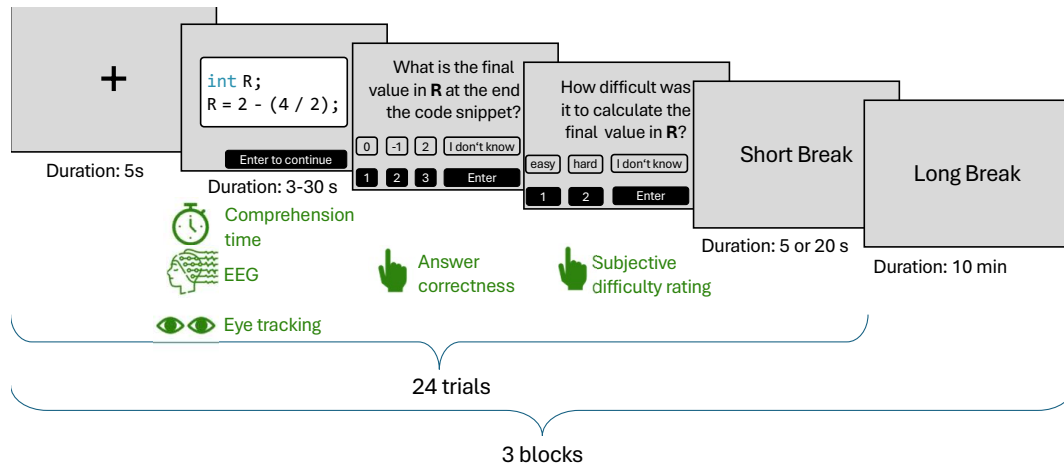 +
int R;
R = 2 - (4 / 2);
Enter to continue
Duration: 5s
Duration: 3-30 s
What is the final
value in R at the end
the code snippet?
0 -1 2 I don't know
1 2 3 Enter
How difficult was
it to calculate the
final value in R?
easy hard I don't know
1 2 Enter
Short Break
Duration: 5 or 20 s
Long Break
Duration: 10 min
Comprehension
time
EEG
Eye tracking
Answer
correctness
Subjective
difficulty rating
24 trials
3 blocks